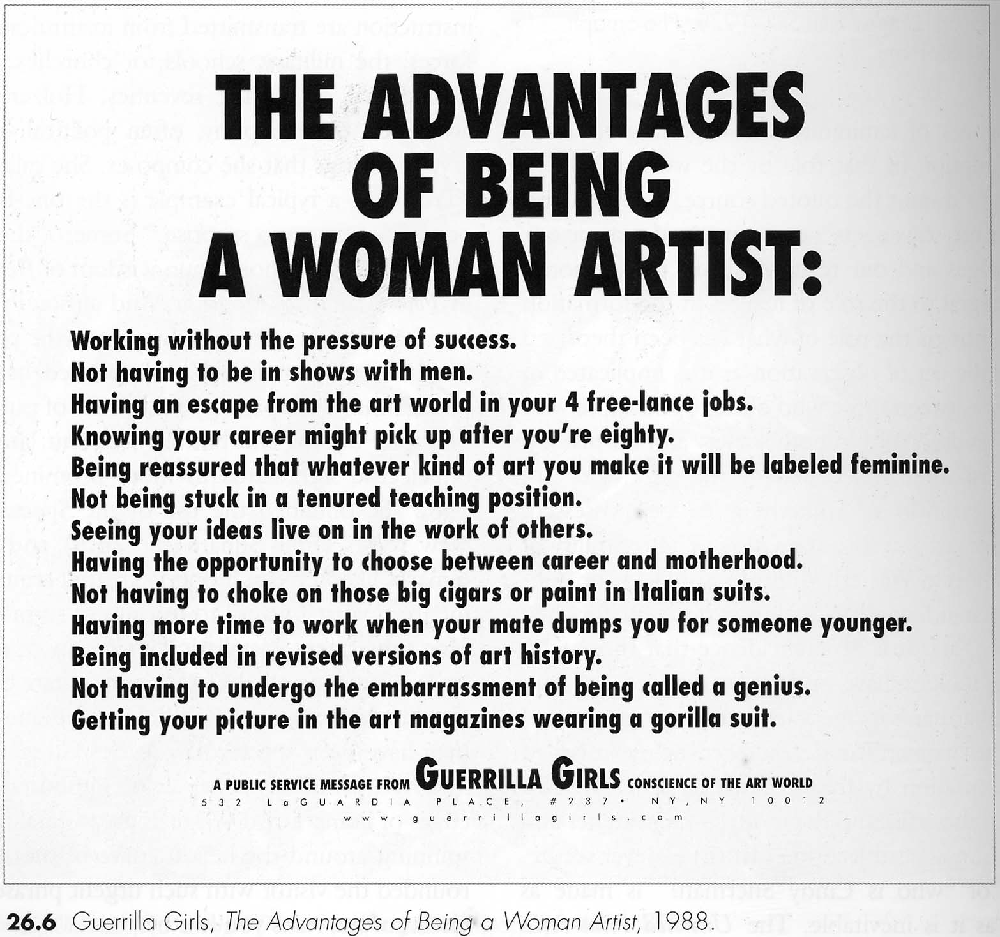 THE ADVANTAGES
OF BEING
A WOMAN ARTIST:
Working without the pressure of success.
Not having to be in shows with men.
Having an escape from the art world in your 4 free-lance jobs.
Knowing your career might pick up after you're eighty.
Being reassured that whatever kind of art you make it will be labeled feminine.
Not being stuck in a tenured teaching position.
Seeing your ideas live on in the work of others.
Having the opportunity to choose between career and motherhood.
Not having to choke on those big cigars or paint in Italian suits.
Having more time to work when your mate dumps you for someone younger.
Being included in revised versions of art history.
Not having to undergo the embarrassment of being called a genius.
Getting your picture in the art magazines wearing a gorilla suit.
A PUBLIC SERVICE MESSAGE FROM GUERRILLA GIRLS CONSCIENCE OF THE ART WORLD
532 LaGUARDIA PLACE, #237• NY, NY 10012
www.guerrillagirls.com
26.6 Guerrilla Girls, The Advantages of Being a Woman Artist, 1988.